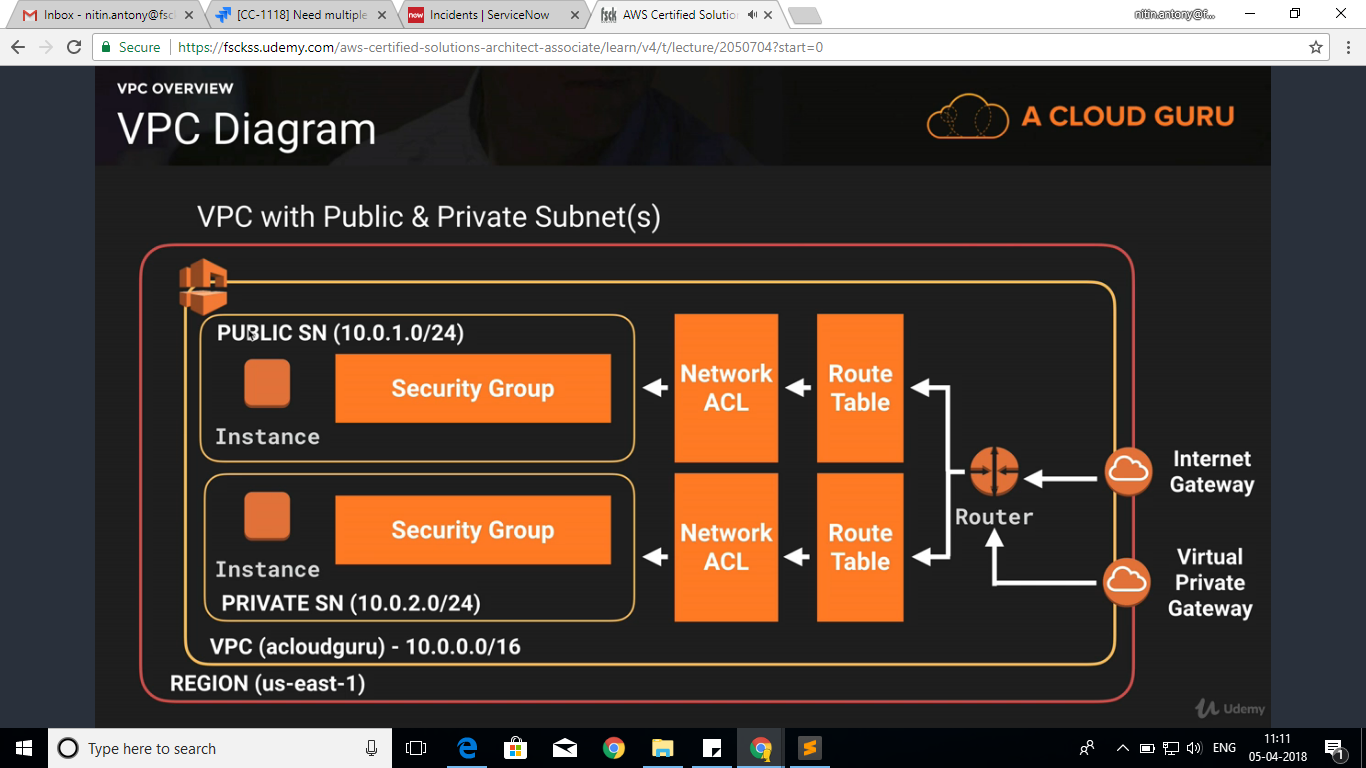 Inbox - nitin.antony@fsc
[CC-1118] Need multiple
now
Incidents | ServiceNow
fsck
AWS Certified Solution
nitin.antony@f...
Secure
https://fsckss.udemy.com/aws-certified-solutions-architect-associate/learn/v4/t/lecture/2050704?start=0
VPC OVERVIEW
VPC Diagram
A CLOUD GURU
VPC with Public & Private Subnet(s)
PUBLIC SN (10.0.1.0/24)
Security Group
Instance
Network
ACL
Route
Table
Internet
Gateway
Router
Security Group
Instance
PRIVATE SN (10.0.2.0/24)
Network
ACL
Route
Table
Virtual
Private
Gateway
VPC (acloudguru) - 10.0.0.0/16
REGION (us-east-1)
Udemy
Type here to search
ENG
11:11
05-04-2018
1